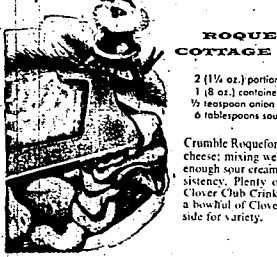 ROQUE
COTTAGE
2 (1¼ oz.) portion
1 (8 oz.) containe
½ teaspoon onion
6 tablespoons sou
Crumble Roquefor
cheese; mixing we
enough sour cream
sistency. Plenty o
Clover Club Crink
a bowlful of Clove
side for variety.